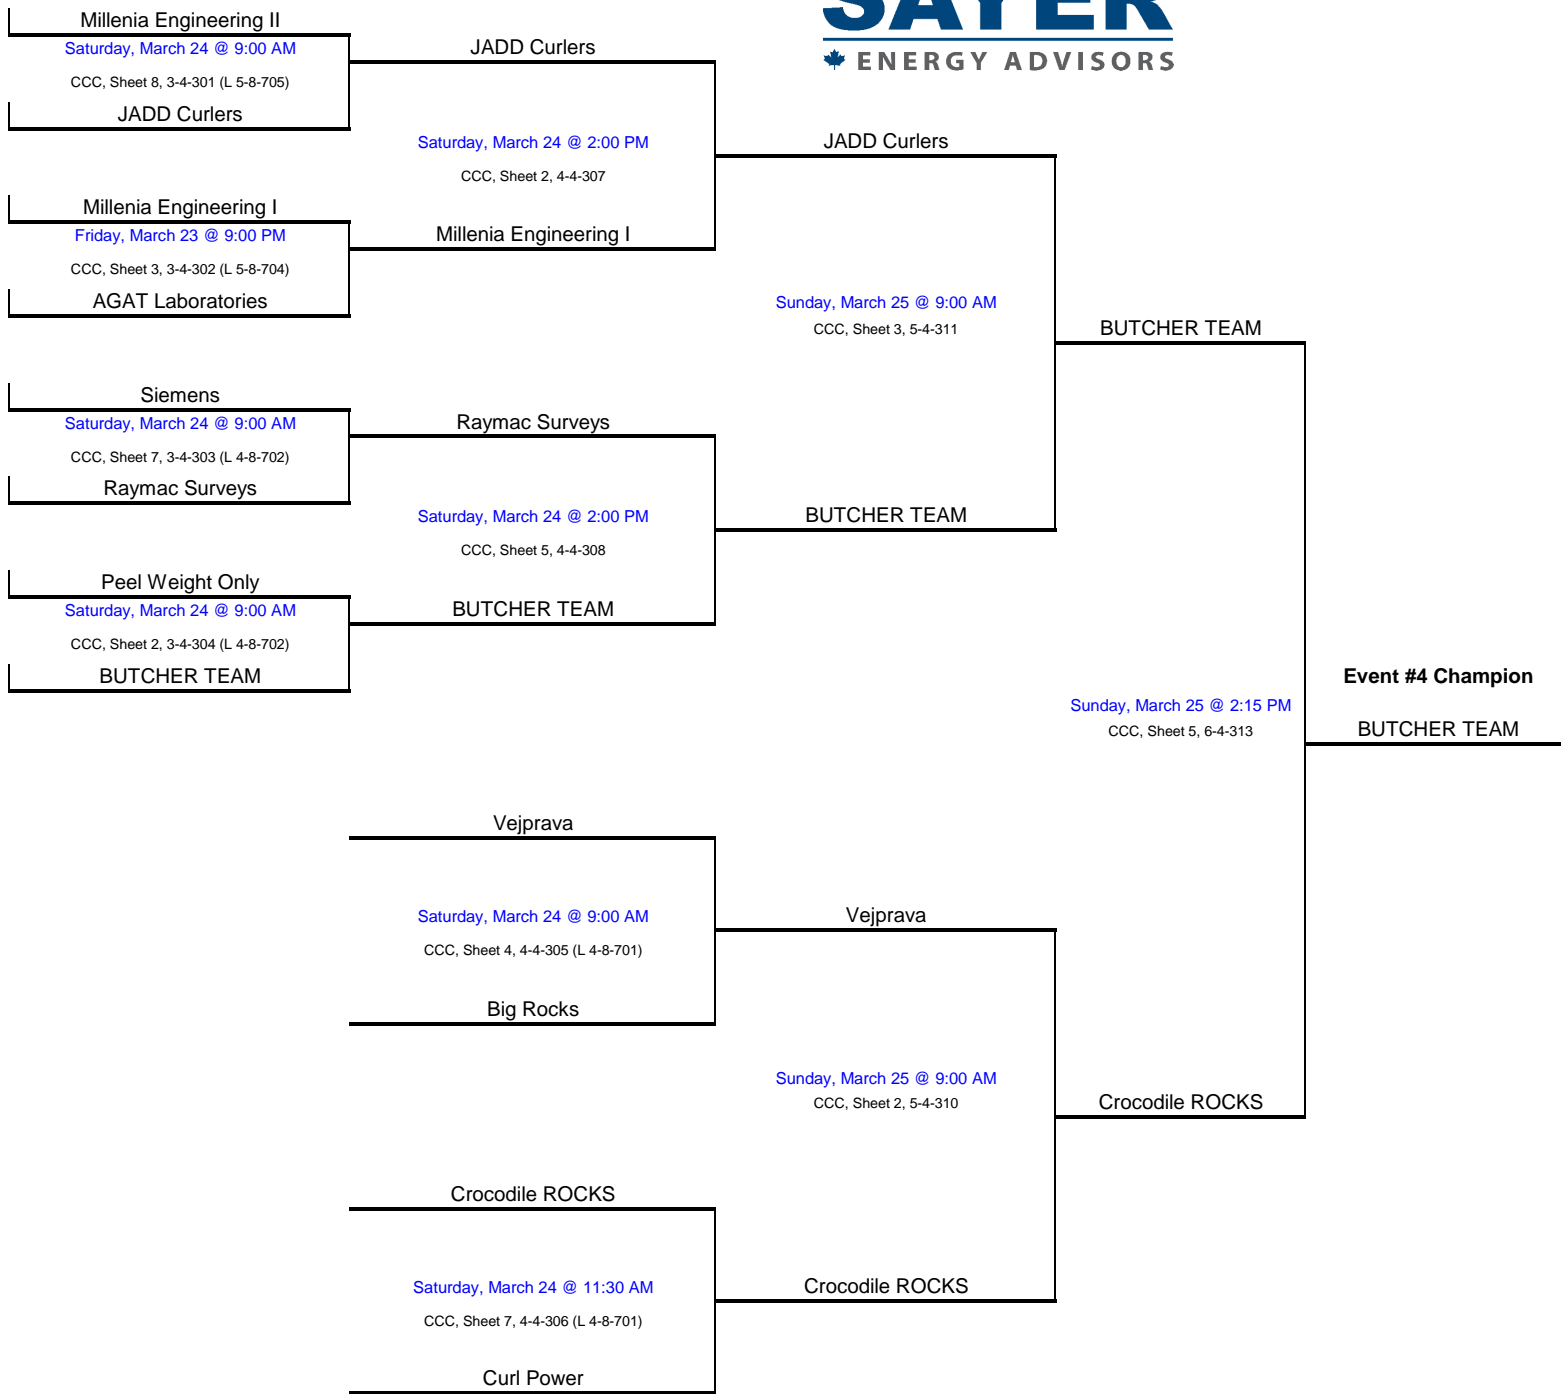 SAYER
ENERGY ADVISORS
Millenia Engineering II
Saturday, March 24 @ 9:00 AM
CCC, Sheet 8, 3-4-301 (L 5-8-705)
JADD Curlers
JADD Curlers
Saturday, March 24 @ 2:00 PM
CCC, Sheet 2, 4-4-307
JADD Curlers
Millenia Engineering I
Friday, March 23 @ 9:00 PM
CCC, Sheet 3, 3-4-302 (L 5-8-704)
AGAT Laboratories
Millenia Engineering I
Sunday, March 25 @ 9:00 AM
CCC, Sheet 3, 5-4-311
BUTCHER TEAM
Siemens
Saturday, March 24 @ 9:00 AM
CCC, Sheet 7, 3-4-303 (L 4-8-702)
Raymac Surveys
Raymac Surveys
Saturday, March 24 @ 2:00 PM
CCC, Sheet 5, 4-4-308
BUTCHER TEAM
Peel Weight Only
Saturday, March 24 @ 9:00 AM
CCC, Sheet 2, 3-4-304 (L 4-8-702)
BUTCHER TEAM
BUTCHER TEAM
Event #4 Champion
Sunday, March 25 @ 2:15 PM
CCC, Sheet 5, 6-4-313
BUTCHER TEAM
Vejprava
Saturday, March 24 @ 9:00 AM
CCC, Sheet 4, 4-4-305 (L 4-8-701)
Big Rocks
Vejprava
Sunday, March 25 @ 9:00 AM
CCC, Sheet 2, 5-4-310
Crocodile ROCKS
Crocodile ROCKS
Saturday, March 24 @ 11:30 AM
CCC, Sheet 7, 4-4-306 (L 4-8-701)
Crocodile ROCKS
Curl Power